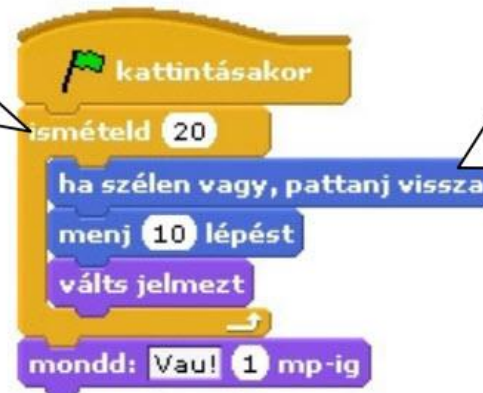 kattintásakor
ismételd 20
ha szélen vagy, pattanj vissza
menj 10 lépést
válts jelmezt
mondd: Vau! 1 mp-ig